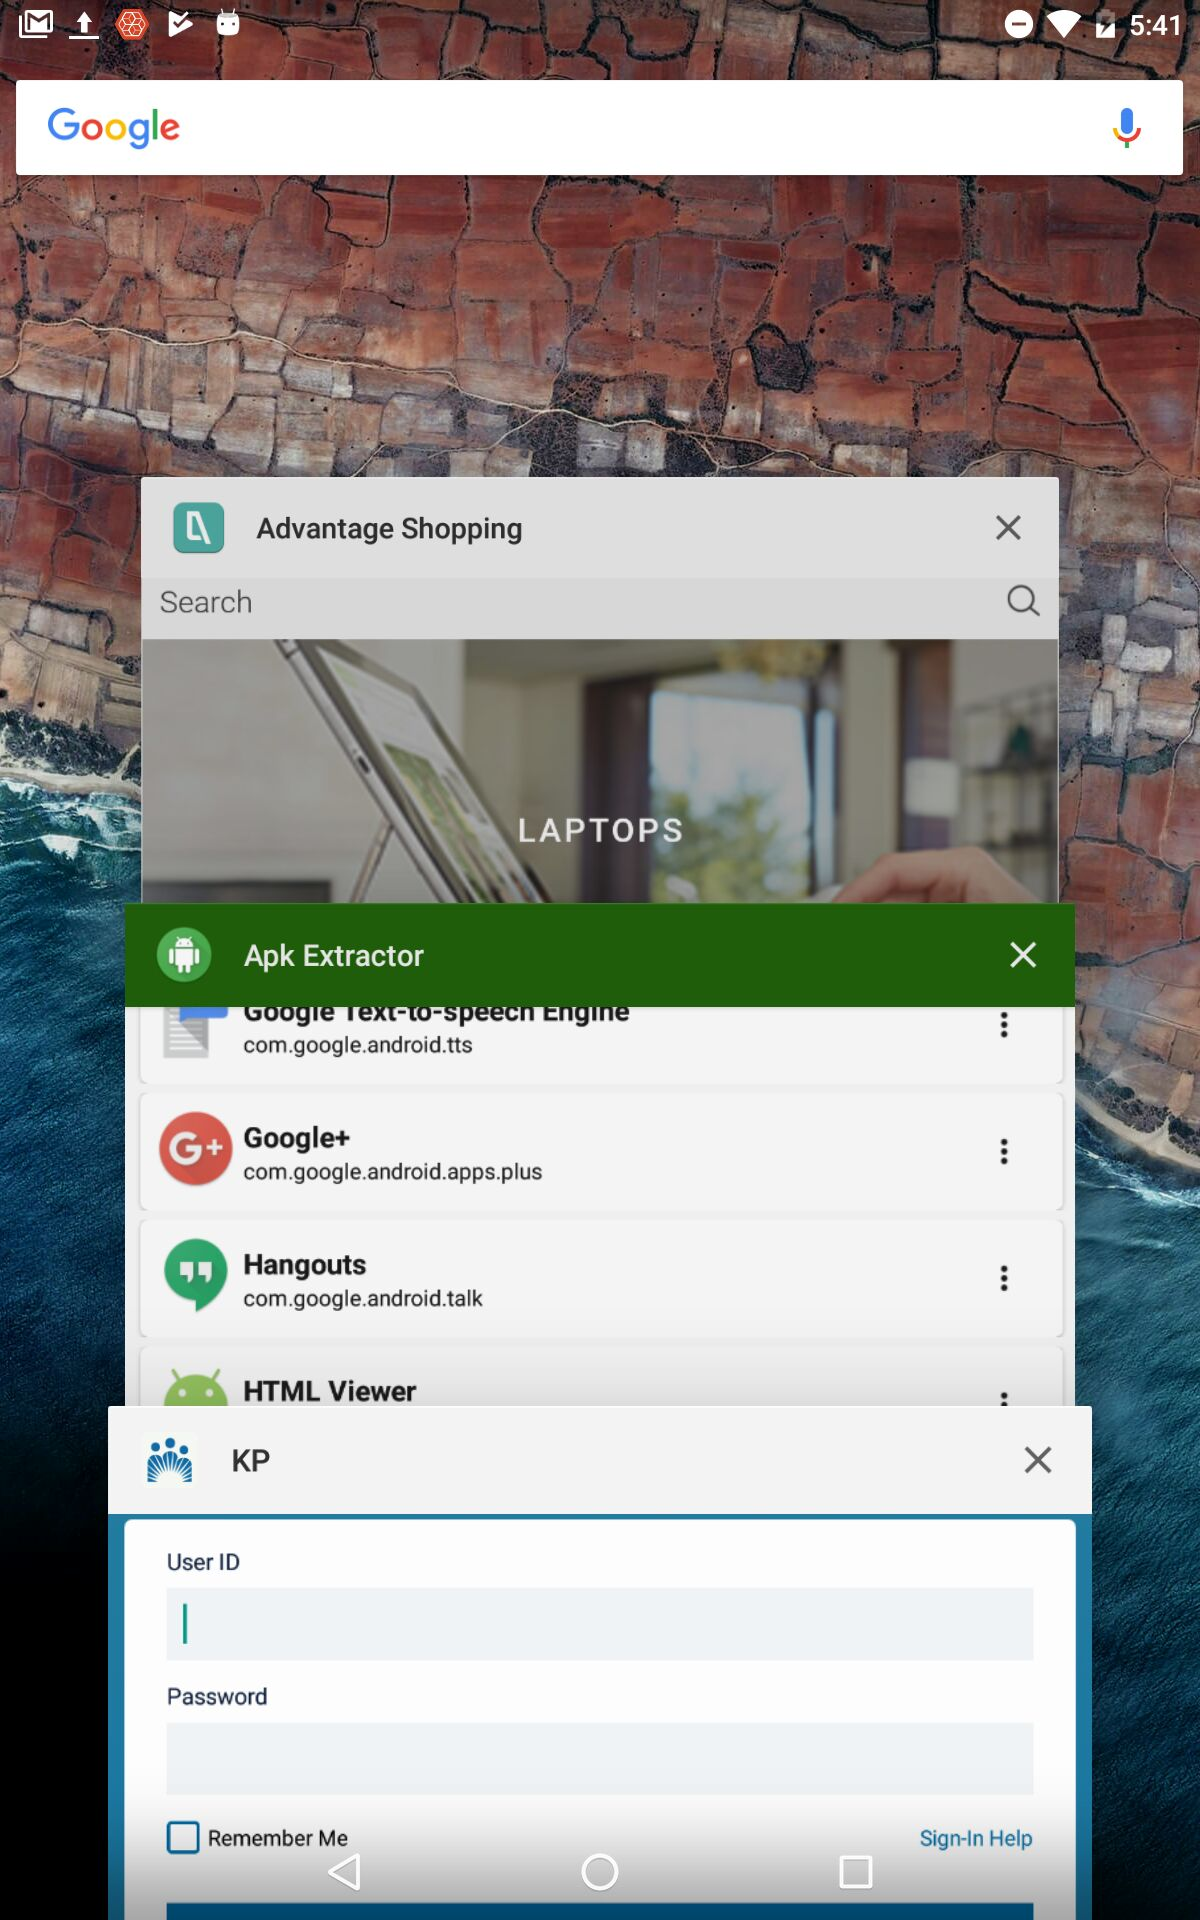 5:41
Google
Advantage Shopping
Search
LAPTOPS
Apk Extractor
Google Text-to-speech Engine
com.google.android.tts
G+
Google+
com.google.android.apps.plus
Hangouts
com.google.android.talk
HTML Viewer
KP
User ID
Password
Remember Me
Sign-In Help